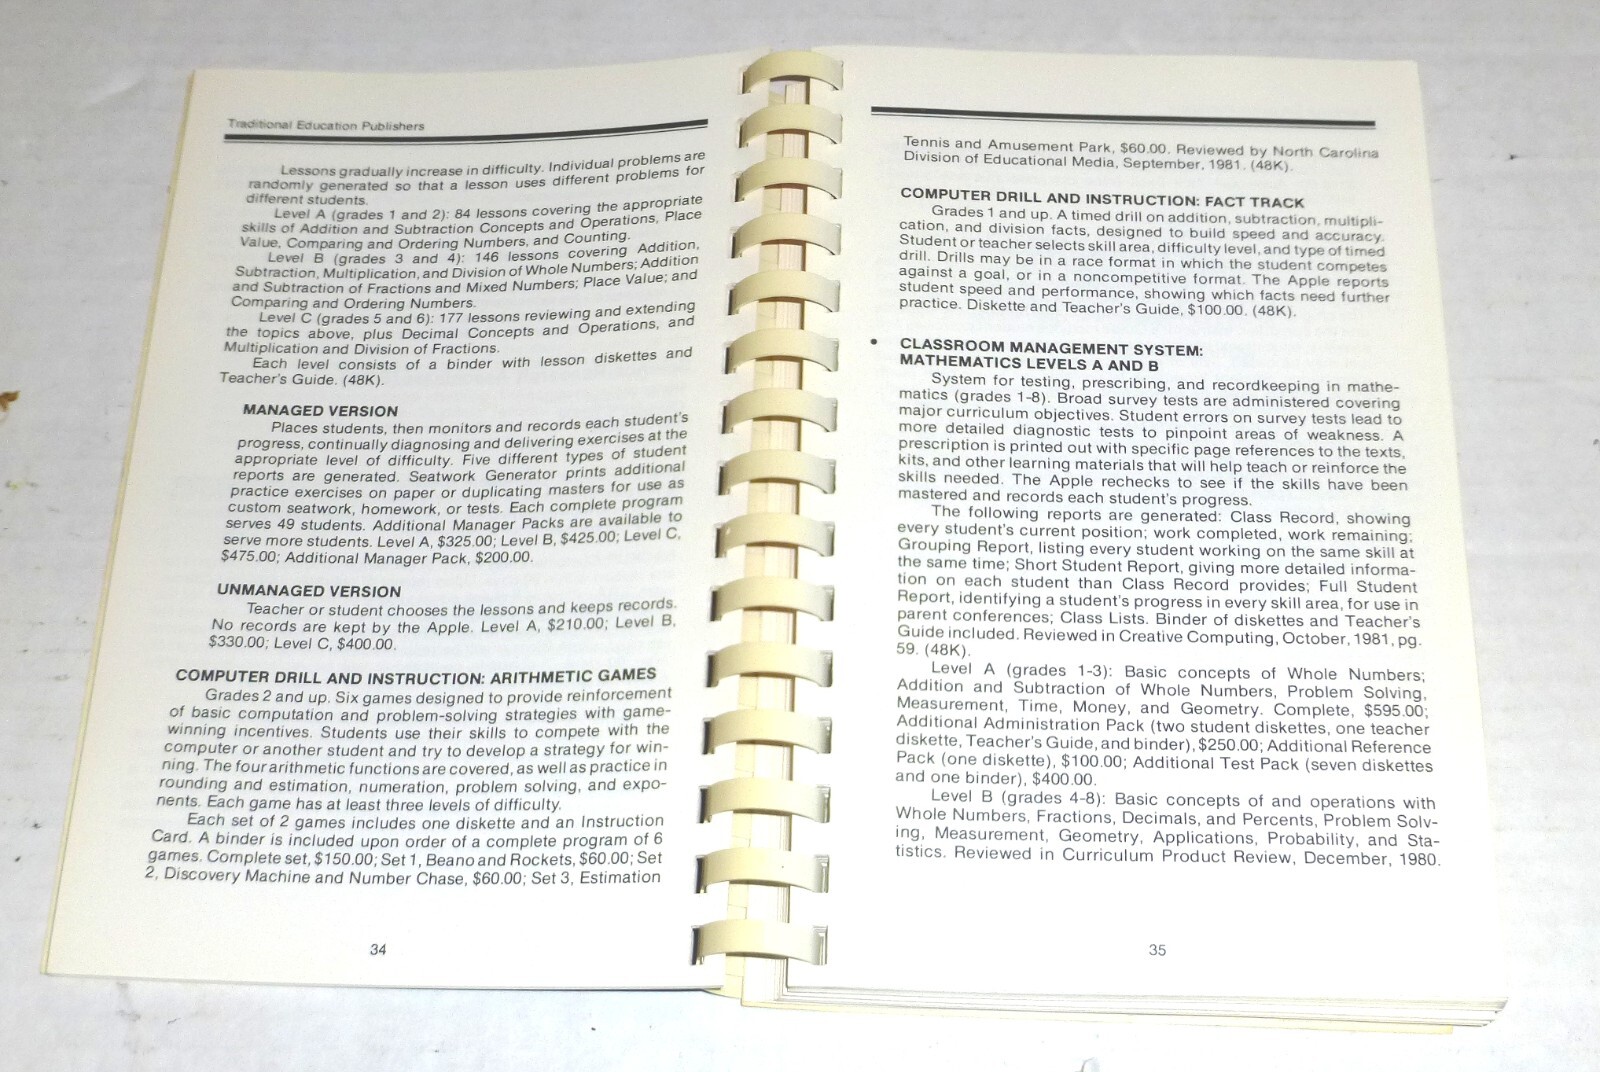 Traditional Education Publishers
Lessons gradually increase in difficulty. Individual problems are
randomly generated so that a lesson uses different problems for
different students.
Level A (grades 1 and 2): 84 lessons covering the appropriate
skills of Addition and Subtraction Concepts and Operations, Place
Value, Comparing and Ordering Numbers, and Counting.
Level B (grades 3 and 4): 146 lessons covering Addition,
Subtraction, Multiplication, and Division of Whole Numbers; Addition
and Subtraction of Fractions and Mixed Numbers; Place Value; and
Comparing and Ordering Numbers.
Level C (grades 5 and 6): 177 lessons reviewing and extending
the topics above, plus Decimal Concepts and Operations, and
Multiplication and Division of Fractions.
Each level consists of a binder with lesson diskettes and
Teacher's Guide. (48K).
MANAGED VERSION
Places students, then monitors and records each student's
progress, continually diagnosing and delivering exercises at the
appropriate level of difficulty. Five different types of student
reports are generated. Seatwork Generator prints additional
practice exercises on paper or duplicating masters for use as
custom seatwork, homework, or tests. Each complete program
serves 49 students. Additional Manager Packs are available to
serve more students. Level A, $325.00; Level B, $425.00; Level C,
$475.00; Additional Manager Pack, $200.00.
UNMANAGED VERSION
Teacher or student chooses the lessons and keeps records.
No records are kept by the Apple. Level A, $210.00; Level B,
$330.00; Level C, $400.00.
COMPUTER DRILL AND INSTRUCTION: ARITHMETIC GAMES
Grades 2 and up. Six games designed to provide reinforcement
of basic computation and problem-solving strategies with game-
winning incentives. Students use their skills to compete with the
computer or another student and try to develop a strategy for win-
ning. The four arithmetic functions are covered, as well as practice in
rounding and estimation, numeration, problem solving, and expo-
nents. Each game has at least three levels of difficulty.
Each set of 2 games includes one diskette and an Instruction
Card. A binder is included upon order of a complete program of 6
games. Complete set, $150.00; Set 1, Beano and Rockets, $60.00; Set
2, Discovery Machine and Number Chase, $60.00; Set 3, Estimation
34
Tennis and Amusement Park, $60.00. Reviewed by North Carolina
Division of Educational Media, September, 1981. (48K).
COMPUTER DRILL AND INSTRUCTION: FACT TRACK
Grades 1 and up. A timed drill on addition, subtraction, multipli-
cation, and division facts, designed to build speed and accuracy.
Student or teacher selects skill area, difficulty level, and type of timed
drill. Drills may be in a race format in which the student competes
against a goal, or in a noncompetitive format. The Apple reports
student speed and performance, showing which facts need further
practice. Diskette and Teacher's Guide, $100.00. (48K).
• CLASSROOM MANAGEMENT SYSTEM:
MATHEMATICS LEVELS A AND B
System for testing, prescribing, and recordkeeping in mathe-
matics (grades 1-8). Broad survey tests are administered covering
major curriculum objectives. Student errors on survey tests lead to
more detailed diagnostic tests to pinpoint areas of weakness. A
prescription is printed out with specific page references to the texts,
kits, and other learning materials that will help teach or reinforce the
skills needed. The Apple rechecks to see if the skills have been
mastered and records each student's progress.
The following reports are generated: Class Record, showing
every student's current position; work completed, work remaining;
Grouping Report, listing every student working on the same skill at
the same time; Short Student Report, giving more detailed informa-
tion on each student than Class Record provides; Full Student
Report, identifying a student's progress in every skill area, for use in
parent conferences; Class Lists. Binder of diskettes and Teacher's
Guide included. Reviewed in Creative Computing, October, 1981, pg.
59. (48K).
Level A (grades 1-3): Basic concepts of Whole Numbers;
Addition and Subtraction of Whole Numbers, Problem Solving,
Measurement, Time, Money, and Geometry. Complete, $595.00;
Additional Administration Pack (two student diskettes, one teacher
diskette, Teacher's Guide, and binder), $250.00; Additional Reference
Pack (one diskette), $100.00; Additional Test Pack (seven diskettes
and one binder), $400.00.
Level B (grades 4-8): Basic concepts of and operations with
Whole Numbers, Fractions, Decimals, and Percents, Problem Solv-
ing, Measurement, Geometry, Applications, Probability, and Sta-
tistics. Reviewed in Curriculum Product Review, December, 1980.
35